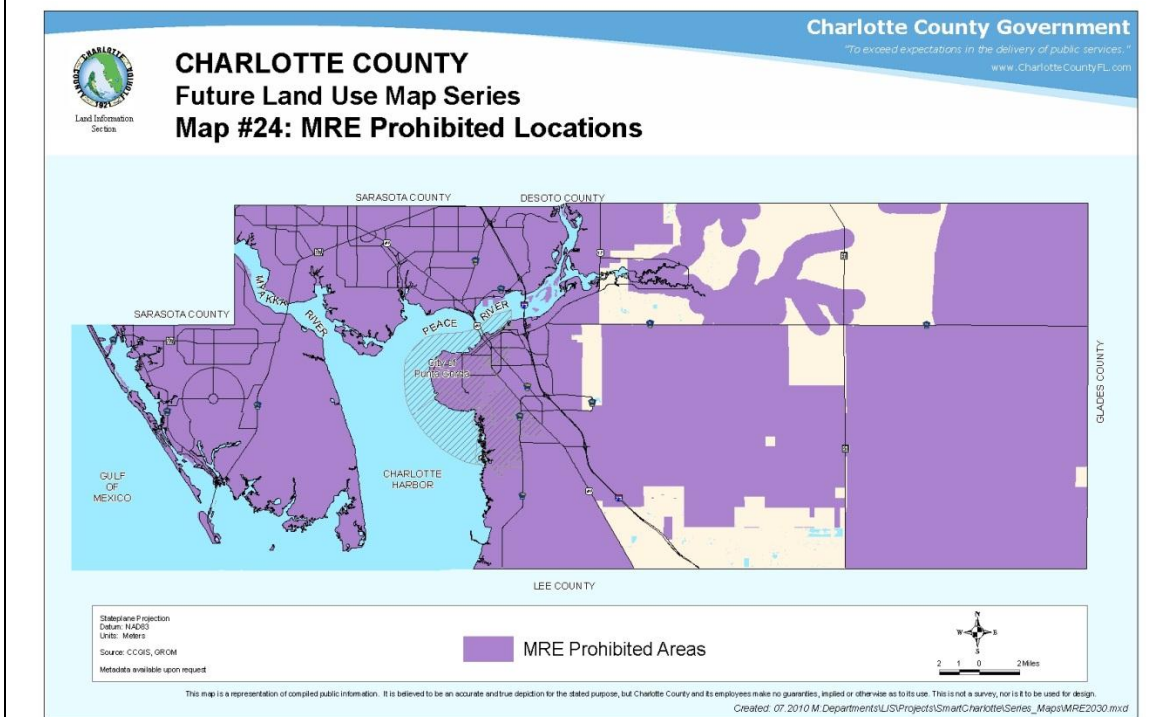 Charlotte County Government
"To exceed expectations in the delivery of public services."
www.CharlotteCountyFL.com
CHARLOTTE COUNTY
FLORIDA
1921
Land Information
Section
CHARLOTTE COUNTY
Future Land Use Map Series
Map #24: MRE Prohibited Locations
SARASOTA COUNTY
DESOTO COUNTY
MYAKKA
RIVER
SARASOTA COUNTY
PEACE
RIVER
City of
Punta Gorda
GLADES COUNTY
GULF
OF
MEXICO
CHARLOTTE
HARBOR
LEE COUNTY
Stateplane Projection
Datum: NAD83
Units: Meters
Source: CCGIS, GROM
Metadata available upon request
MRE Prohibited Areas
N
W
E
S
2 1 0 2 Miles
This map is a representation of compiled public information. It is believed to be an accurate and true depiction for the stated purpose, but Charlotte County and its employees make no guaranties, implied or otherwise as to its use. This is not a survey, nor is it to be used for design.
Created: 07.2010 M:Departments\LIS\Projects\SmartCharlotte\Series_Maps\MRE2030.mxd